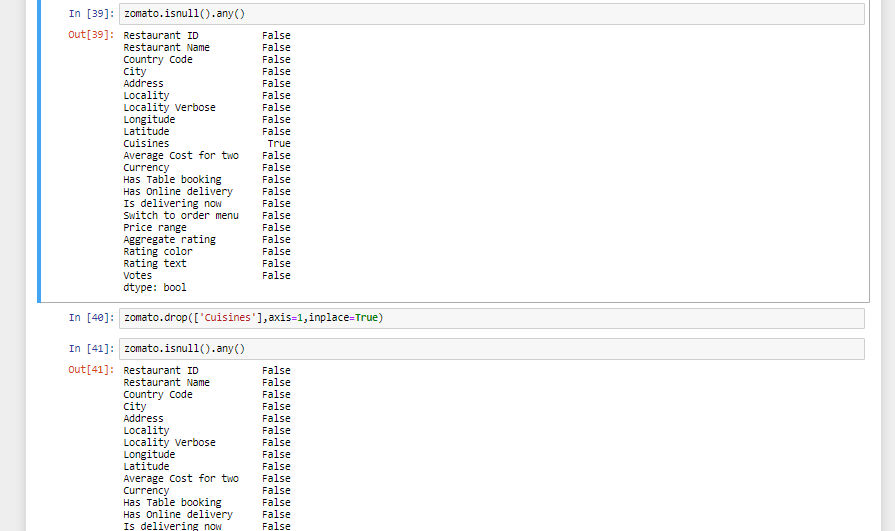 In [39]: zomato.isnull().any()
Out[39]: Restaurant ID False
Restaurant Name False
Country Code False
City False
Address False
Locality False
Locality Verbose False
Longitude False
Latitude False
Cuisines True
Average Cost for two False
Currency False
Has Table booking False
Has Online delivery False
Is delivering now False
Switch to order menu False
Price range False
Aggregate rating False
Rating color False
Rating text False
Votes False
dtype: bool
In [40]: zomato.drop(['Cuisines'],axis=1,inplace=True)
In [41]: zomato.isnull().any()
Out[41]: Restaurant ID False
Restaurant Name False
Country Code False
City False
Address False
Locality False
Locality Verbose False
Longitude False
Latitude False
Average Cost for two False
Currency False
Has Table booking False
Has Online delivery False
Is delivering now False